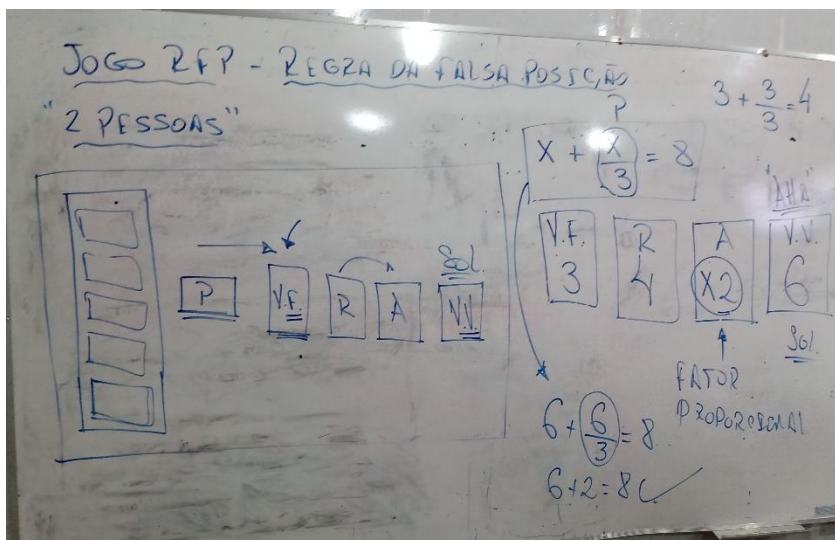 JOGO RFP - REGRA DA FALSA POSIÇÃO
"2 PESSOAS"
P
V.F.
R
A
SOL.
V.V.
P
X + X/3 = 8
3 + 3/3 = 4
"AHA"
V.F.
3
R
4
A
X2
V.V.
6
SOL.
FATOR
PROPORCIONAL
6 + 6/3 = 8
6+2=8 ✓